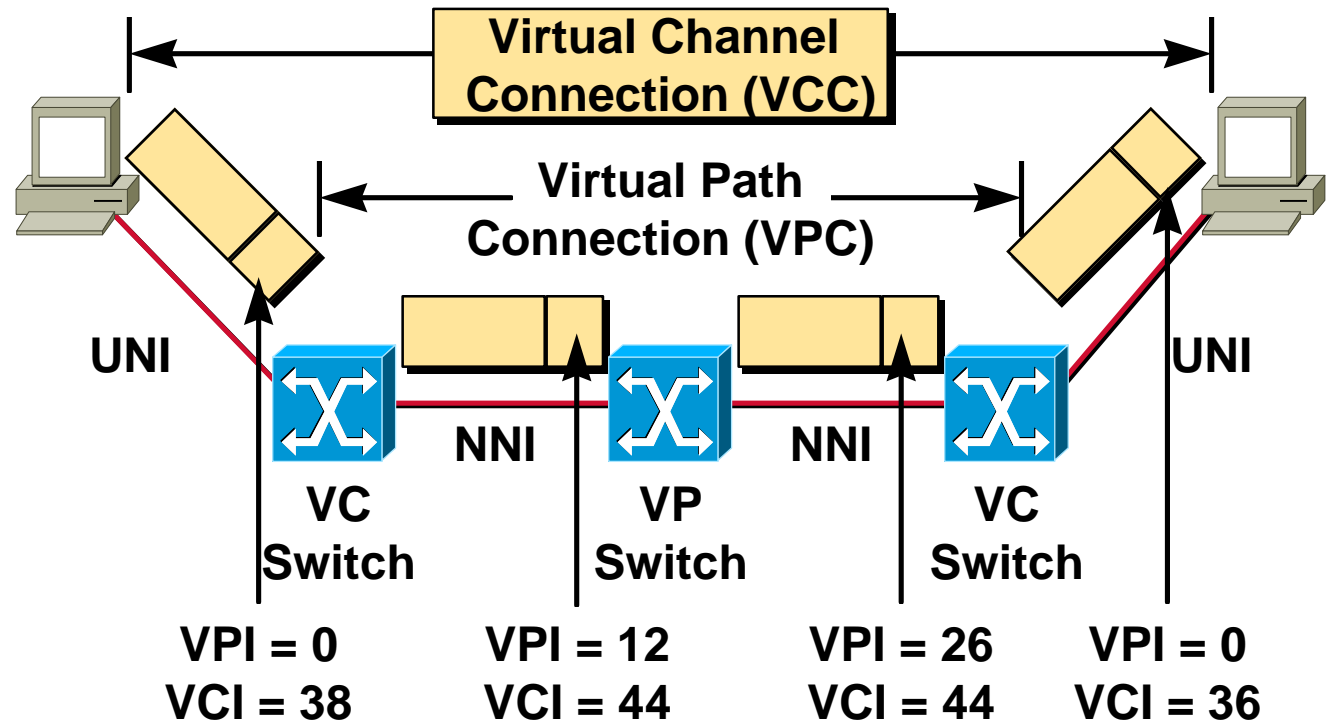 Virtual Channel
Connection (VCC)
Virtual Path
Connection (VPC)
UNI
UNI
NNI
NNI
VC
Switch
VP
Switch
VC
Switch
VPI = 0
VCI = 38
VPI = 12
VCI = 44
VPI = 26
VCI = 44
VPI = 0
VCI = 36